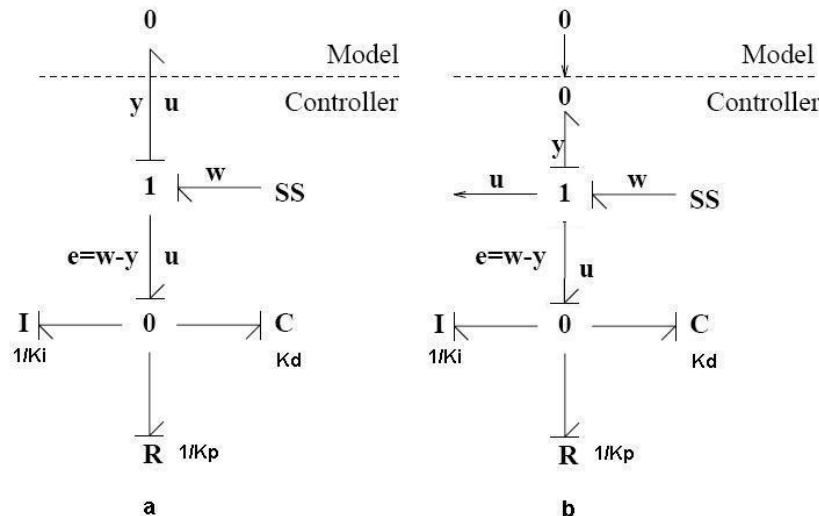 0 0
Model Model
Controller Controller
0
y u
y
w u w
1 SS 1 SS
e=w-y u e=w-y
u
I 0 C I 0 C
1/Ki Kd 1/Ki Kd
R 1/Kp R 1/Kp
a b